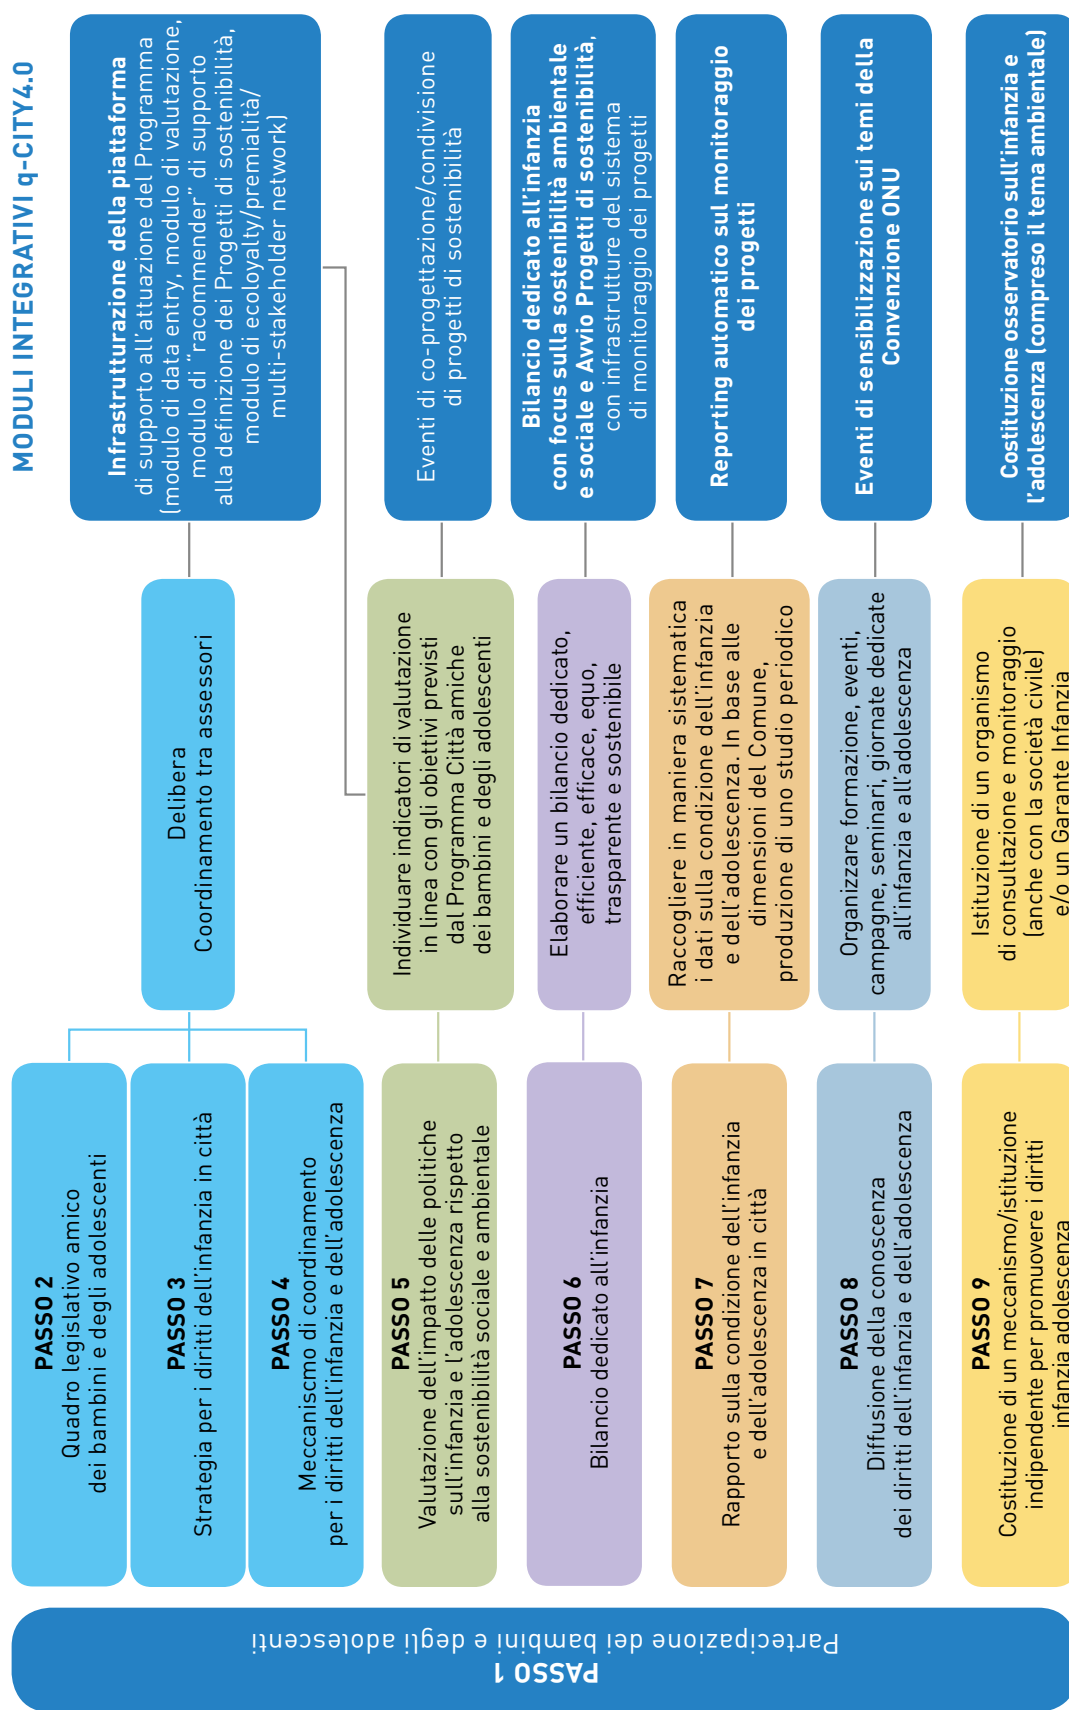 MODULI INTEGRATIVI q-CITY4.0
PASSO 1
Partecipazione dei bambini e degli adolescenti
PASSO 2
Quadro legislativo amico
dei bambini e degli adolescenti
PASSO 3
Strategia per i diritti dell'infanzia in città
PASSO 4
Meccaniscmo di coordinamento
per i diritti dell'infanzia e dell'adolescenza
Delibera
Coordinamento tra assessori
Infrastrutturazione della piattaforma
di supporto all'attuazione del Programma
(modulo di data entry, modulo di valutazione,
modulo di "racommender" di supporto
alla definizione dei Progetti di sostenibilità,
modulo di ecoloyalty/premialità/
multi-stakeholder network)
PASSO 5
Valutazione dell'impatto delle politiche
sull'infanzia e l'adolescenza rispetto
alla sostenibilità sociale e ambientale
Individuare indicatori di valutazione
in linea con gli obiettivi previsti
dal Programma Città amiche
dei bambini e degli adolescenti
Eventi di co-progettazione/condivisione
di progetti di sostenibilità
PASSO 6
Bilancio dedicato all'infanzia
Elaborare un bilancio dedicato,
efficiente, efficace, equo,
trasparente e sostenibile
Bilancio dedicato all'infanzia
con focus sulla sostenibilità ambientale
e sociale e Avvio Progetti di sostenibilità,
con infrastrutture del sistema
di monitoraggio dei progetti
PASSO 7
Rapporto sulla condizione dell'infanzia
e dell'adolescenza in città
Raccogliere in maniera sistematica
i dati sulla condizione dell'infanzia
e dell'adolescenza. In base alle
dimensioni del Comune,
produzione di uno studio periodico
Reporting automatico sul monitoraggio
dei progetti
PASSO 8
Diffusione della conoscenza
dei diritti dell'infanzia e dell'adolescenza
Organizzare formazione, eventi,
campagne, seminari, giornate dedicate
all'infanzia e all'adolescenza
Eventi di sensibilizzazione sui temi della
Convenzione ONU
PASSO 9
Costituzione di un meccanismo/istituzione
indipendente per promuovere i diritti
infanzia adolescenza
Istituzione di un organismo
di consultazione e monitoraggio
(anche con la società civile)
e/o un Garante Infanzia
Costituzione osservatorio sull'infanzia e
l'adolescenza (compreso il tema ambientale)